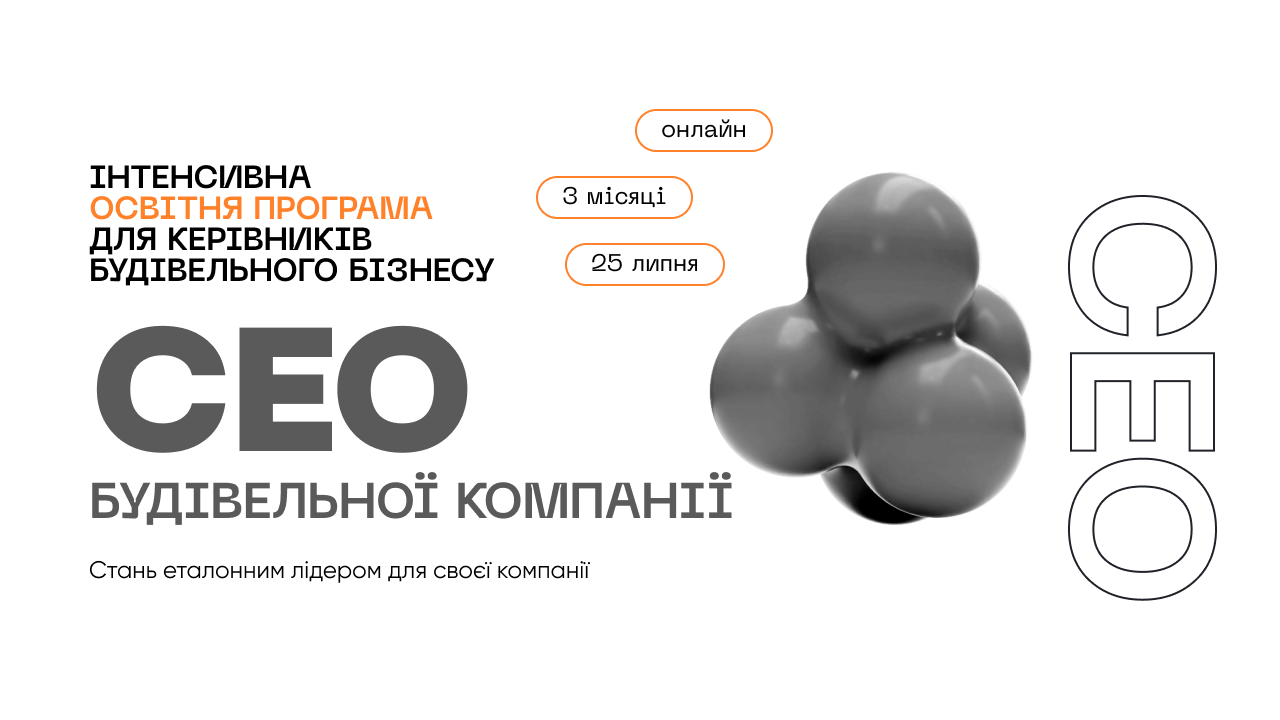 онлайн
ІНТЕНСИВНА
3 місяці
ОСВІТНЯ ПРОГРАМА
ДЛЯ КЕРІВНИКІВ
25 липня
БУДІВЕЛЬНОГО БІЗНЕСУ
CEO
БУДІВЕЛЬНОЇ КОМПАНІЇ
Стань еталонним лідером для своєї компанії
CEO